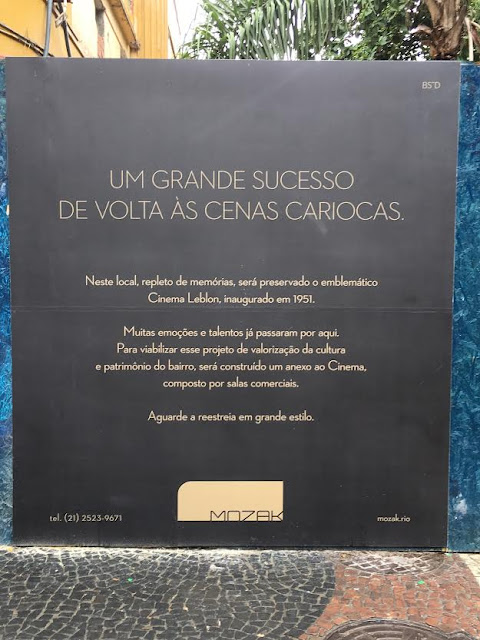 BS°D
UM GRANDE SUCESSO
DE VOLTA ÀS CENAS CARIOCAS.
Neste local, repleto de memórias, será preservado o emblemático
Cinema Leblon, inaugurado em 1951.
Muitas emoções e talentos já passaram por aqui.
Para viabilizar esse projeto de valorização da cultura
e patrimônio do bairro, será construído um anexo ao Cinema,
composto por salas comerciais.
Aguarde a reestreia em grande estilo.
MOZAK
tel. (21) 2523-9671
mozak.rio